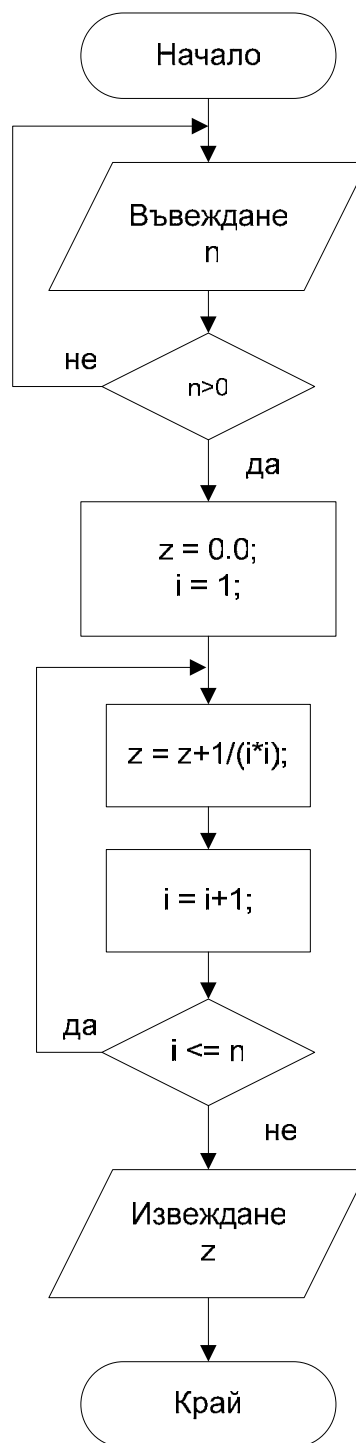 Начало
Въвеждане
n
не
n>0
да
z = 0.0;
i = 1;
z = z+1/(i*i);
i = i+1;
да
i <= n
не
Извеждане
z
Край